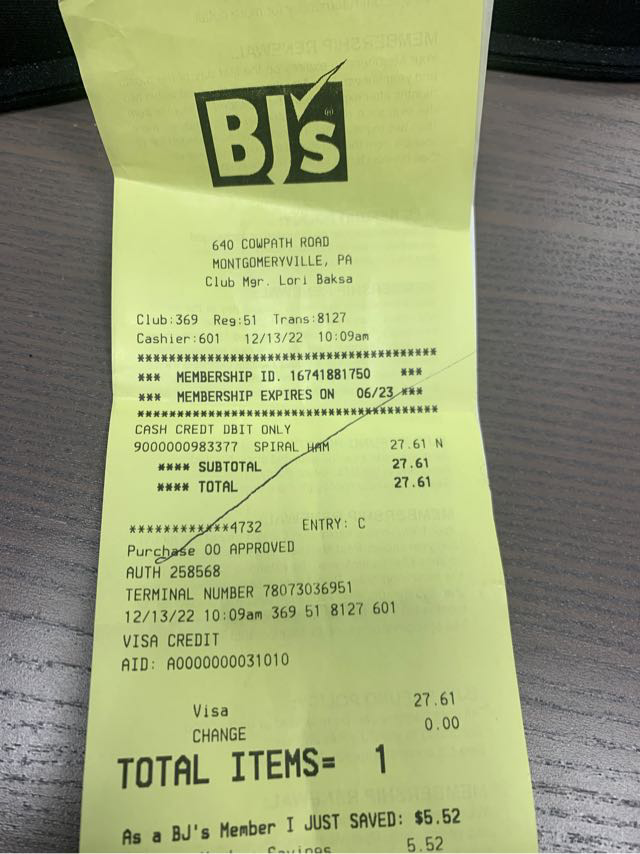 BJ's
®
640 COWPATH ROAD
MONTGOMERYVILLE, PA
Club Mgr. Lori Baksa
Club:369 Reg:51 Trans:8127
Cashier:601 12/13/22 10:09am
****************************************
*** MEMBERSHIP ID. 16741881750 ***
*** MEMBERSHIP EXPIRES ON 06/23 ***
****************************************
CASH CREDT DBIT ONLY
9000000983377 SPIRAL HAM 27.61 N
**** SUBTOTAL 27.61
**** TOTAL 27.61
************4732 ENTRY: C
Purchase 00 APPROVED
AUTH 258568
TERMINAL NUMBER 78073036951
12/13/22 10:09am 369 51 8127 601
VISA CREDIT
AID: A0000000031010
Visa 27.61
CHANGE 0.00
TOTAL ITEMS= 1
As a BJ's Member I JUST SAVED: $5.52
Savings 5.52